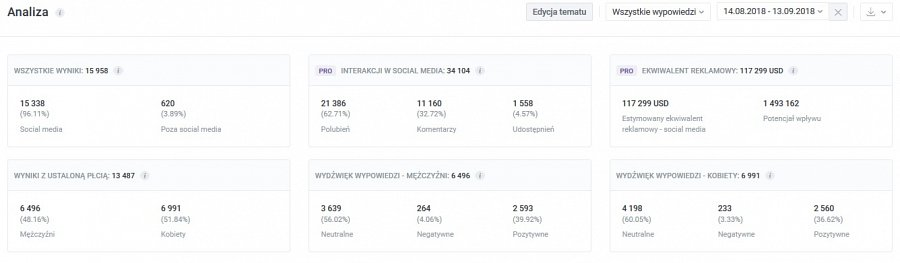 Analiza
Edycja tematu
Wszystkie wypowiedzi
14.08.2018 - 13.09.2018
WSZYSTKIE WYNIKI: 15 958
15 338
620
(96.11%)
(3.89%)
Social media
Poza social media
PRO INTERAKCJI W SOCIAL MEDIA: 34 104
21 386
11 160
1 558
(62.71%)
(32.72%)
(4.57%)
Polubień
Komentarzy
Udostępnień
PRO EKWIWALENT REKLAMOWY: 117 299 USD
117 299 USD
1 493 162
Estymowany ekwiwalent
reklamowy - social media
Potencjał wpływu
WYNIKI Z USTALONĄ PŁCIĄ: 13 487
6 496
6 991
(48.16%)
(51.84%)
Mężczyźni
Kobiety
WYDŹWIĘK WYPOWIEDZI - MĘŻCZYŹNI: 6 496
3 639
264
2 593
(56.02%)
(4.06%)
(39.92%)
Neutralne
Negatywne
Pozytywne
WYDŹWIĘK WYPOWIEDZI - KOBIETY: 6 991
4 198
233
2 560
(60.05%)
(3.33%)
(36.62%)
Neutralne
Negatywne
Pozytywne